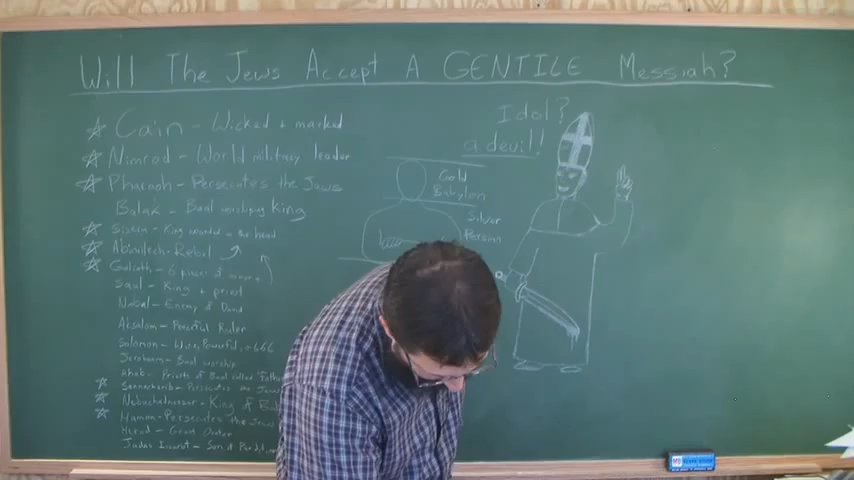 Will The Jews Accept A GENTILE Messiah?
Cain - Wicked + marked
Nimrod - World military leader
Pharaoh - Persecutes the Jews
Balak - Baal worshiping King
Sisera - King wounded in the head
Abimilech - Rebel
Goliath - 6 pieces of
Saul - King + priest
Nabal - Enemy of David
Absalom - Peaceful Ruler
Solomon - Wise, Powerful, 666
Jeroboam - Baal worship
Ahab - Priests of Baal called "Father
Sennacherib - Persecutes the Jews
Nebuchadnezzar - King of
Haman - Persecutes the Jews
Herod - Great Orator
Judas Iscariot - Son of
Idol?
a devil!
Gold
Babylon
Silver
Persian